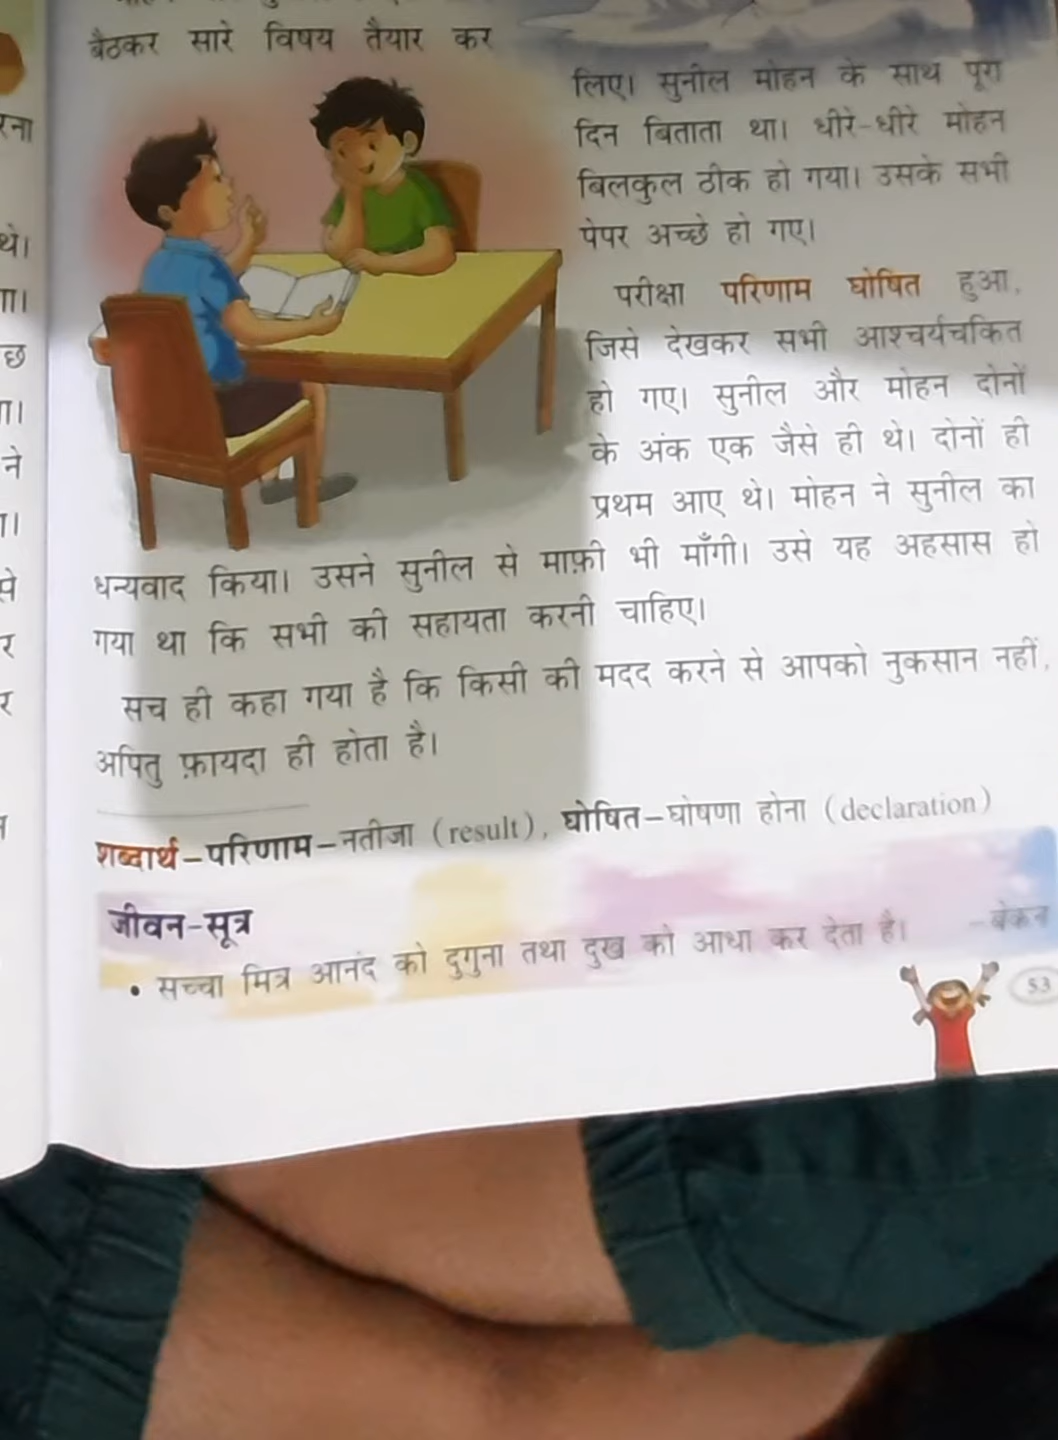 बैठकर सारे विषय तैयार कर
लिए। सुनील मोहन के साथ पूरा
दिन बिताता था। धीरे-धीरे मोहन
बिलकुल ठीक हो गया। उसके सभी
पेपर अच्छे हो गए।
परीक्षा परिणाम घोषित हुआ,
जिसे देखकर सभी आश्चर्यचकित
हो गए। सुनील और मोहन दोनों
के अंक एक जैसे ही थे। दोनों ही
प्रथम आए थे। मोहन ने सुनील का
धन्यवाद किया। उसने सुनील से माफ़ी भी माँगी। उसे यह अहसास हो
गया था कि सभी की सहायता करनी चाहिए।
सच ही कहा गया है कि किसी की मदद करने से आपको नुकसान नहीं,
अपितु फ़ायदा ही होता है।
शब्दार्थ–परिणाम–नतीजा (result), घोषित–घोषणा होना (declaration)
जीवन-सूत्र
• सच्चा मित्र आनंद को दुगुना तथा दुख को आधा कर देता है। –बेकन
53